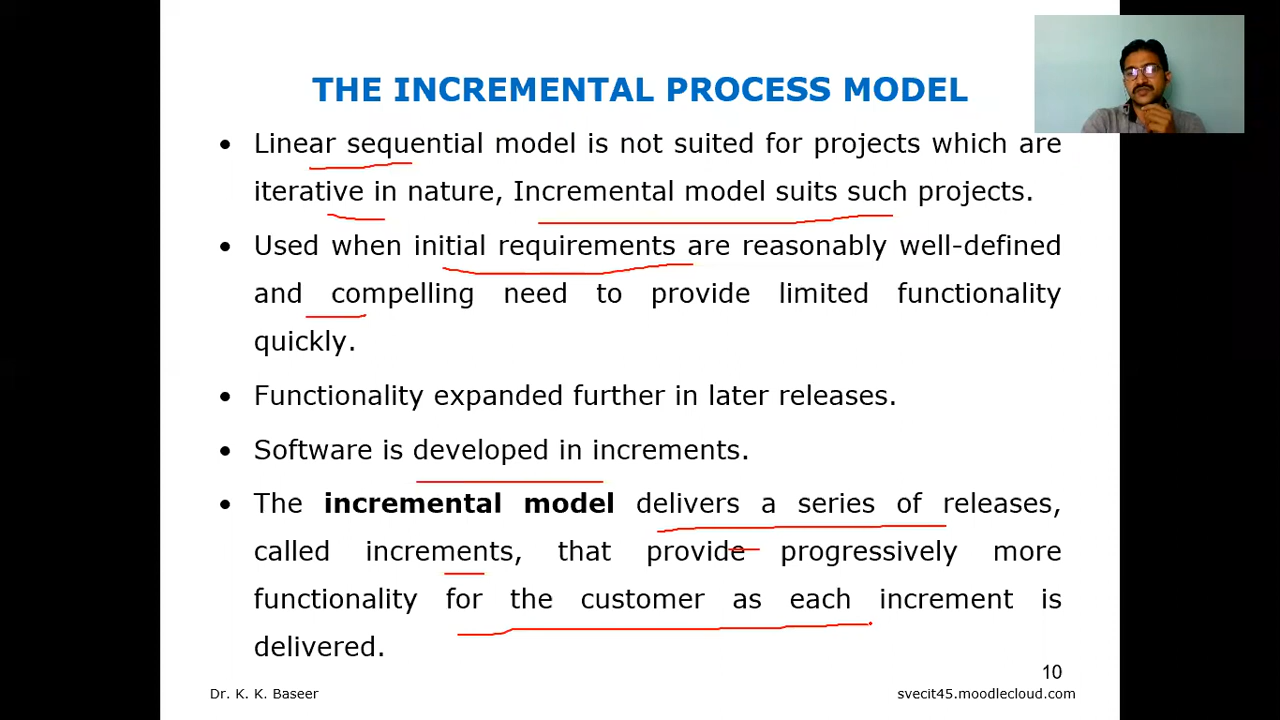 THE INCREMENTAL PROCESS MODEL
• Linear sequential model is not suited for projects which are
iterative in nature, Incremental model suits such projects.
• Used when initial requirements are reasonably well-defined
and compelling need to provide limited functionality
quickly.
• Functionality expanded further in later releases.
• Software is developed in increments.
• The incremental model delivers a series of releases,
called increments, that provide progressively more
functionality for the customer as each increment is
delivered.
10
Dr. K. K. Baseer
svecit45.moodlecloud.com